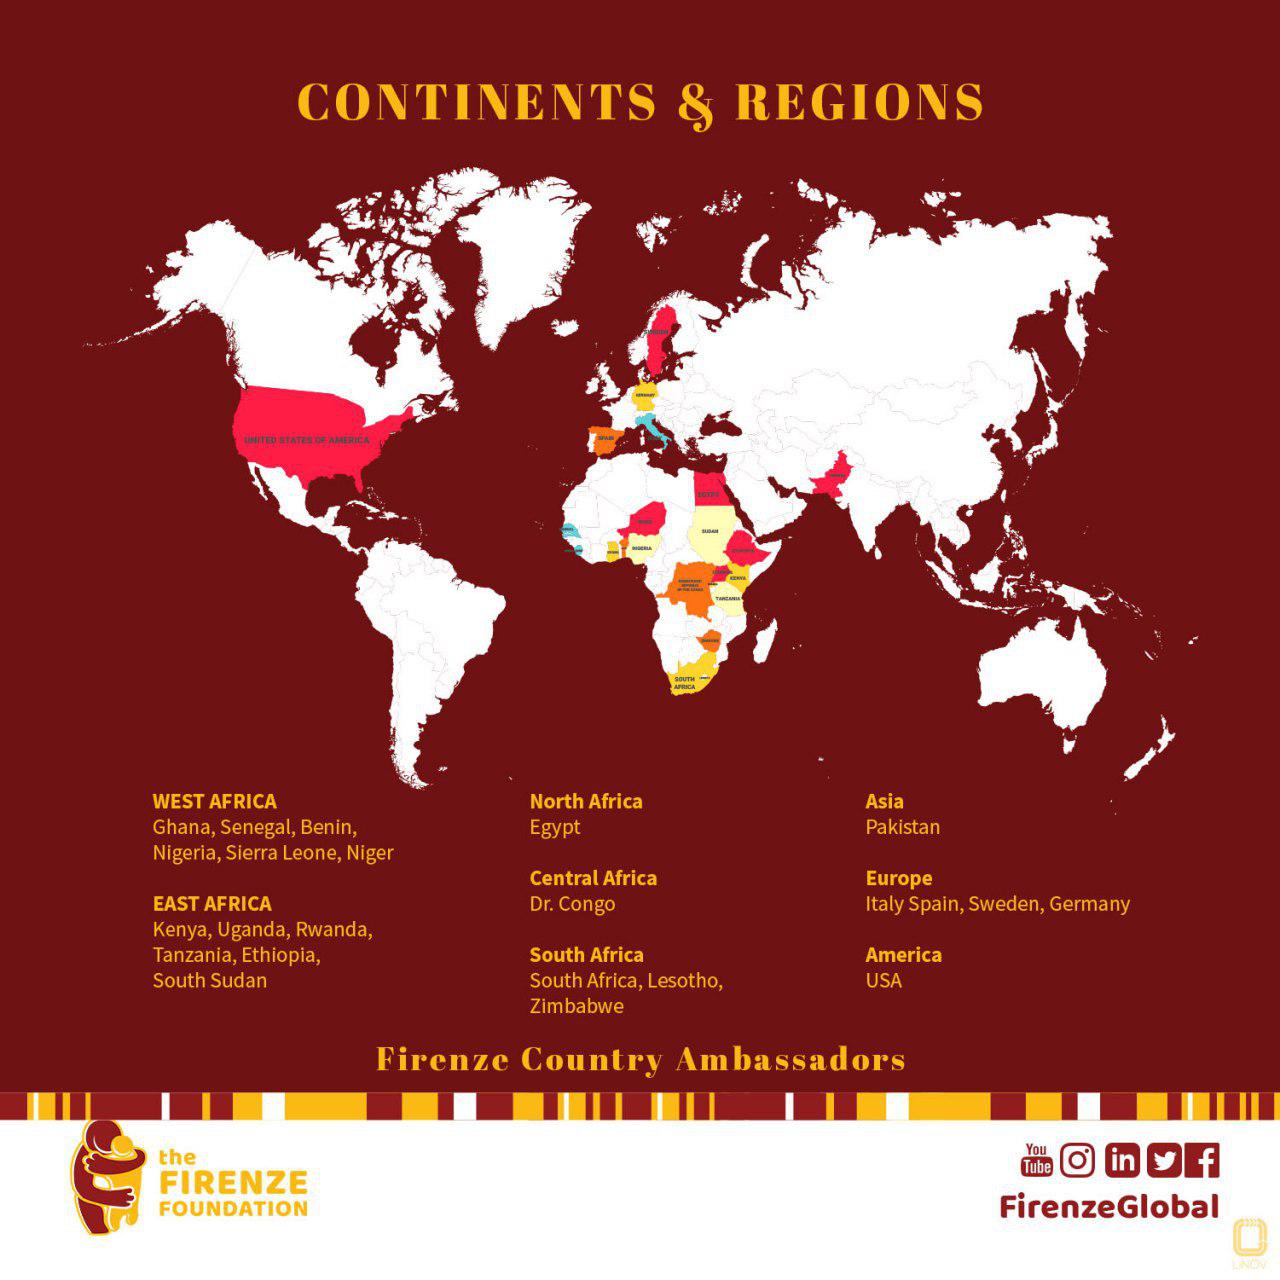 CONTINENTS & REGIONS
UNITED STATES OF AMERICA
GERMANY
SPAIN
EGYPT
SUDAN
NIGERIA
KENYA
TANZANIA
SOUTH
AFRICA
WEST AFRICA
Ghana, Senegal, Benin,
Nigeria, Sierra Leone, Niger
EAST AFRICA
Kenya, Uganda, Rwanda,
Tanzania, Ethiopia,
South Sudan
North Africa
Egypt
Central Africa
Dr. Congo
South Africa
South Africa, Lesotho,
Zimbabwe
Asia
Pakistan
Europe
Italy Spain, Sweden, Germany
America
USA
Firenze Country Ambassadors
the
FIRENZE
FOUNDATION
You
Tube
in
FirenzeGlobal
LINOV